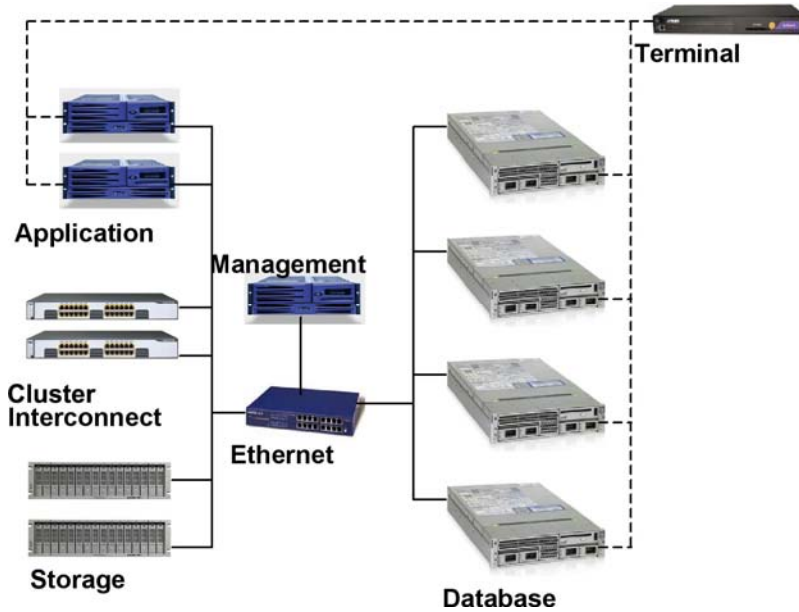 Terminal
Application
Management
Cluster
Interconnect
Ethernet
Storage
Database